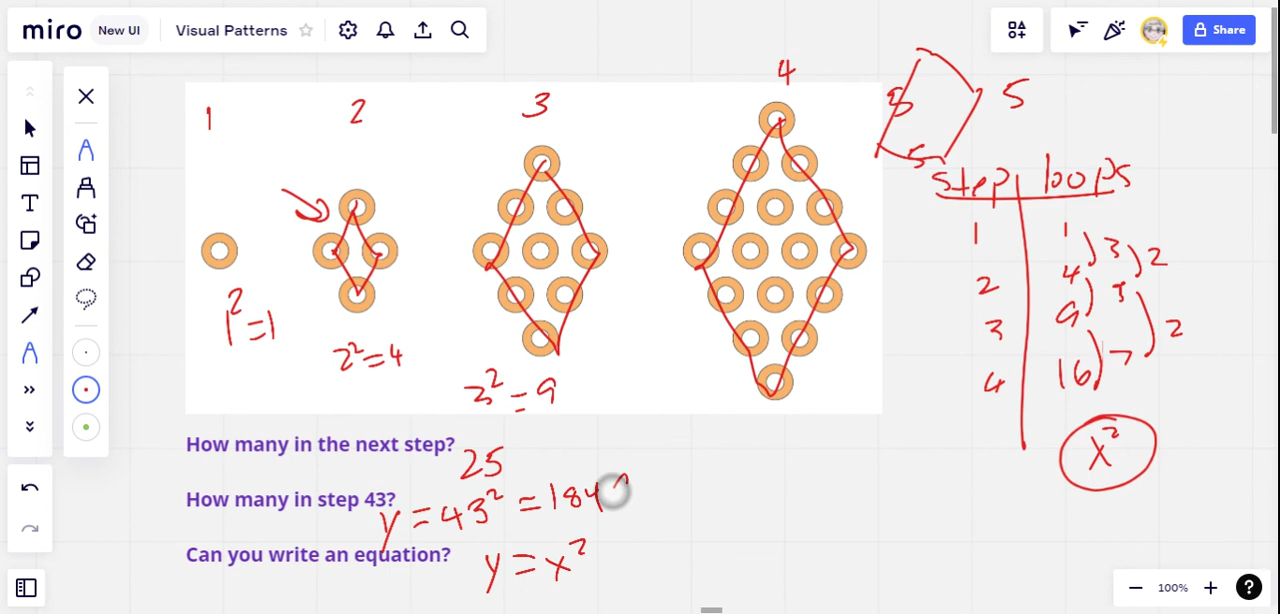 miro New UI Visual Patterns
Share
1 2 3 4
5 5
5
step loops
1 1
2 4
3 9
4 16
3 5 7
2 2
x²
1²=1
2²=4
3²=9
How many in the next step? 25
How many in step 43? y=43²=184
Can you write an equation? y=x²
100%